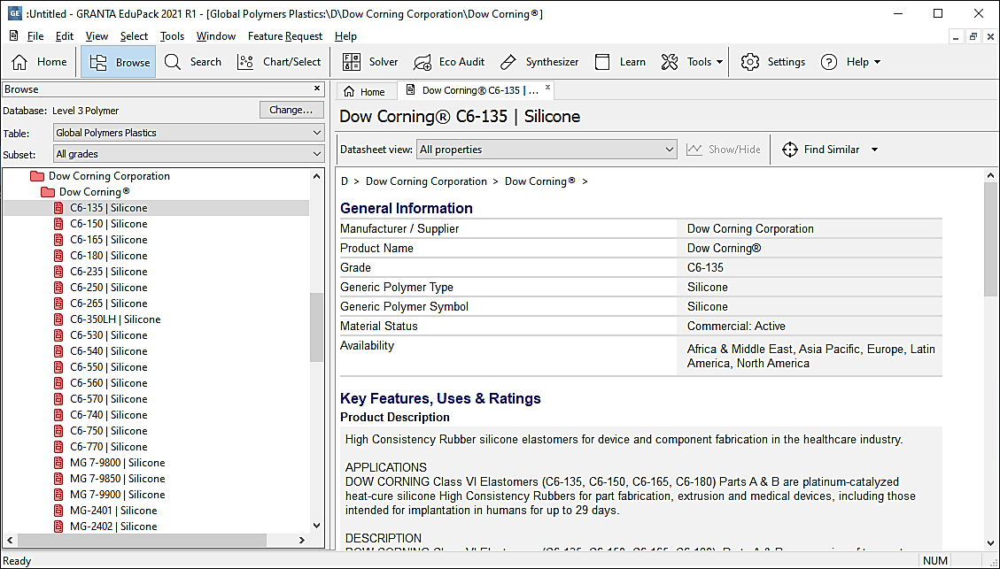 GE :Untitled - GRANTA EduPack 2021 R1 - [Global Polymers Plastics:\D\Dow Corning Corporation\Dow Corning®]
File Edit View Select Tools Window Feature Request Help
Home Browse Search Chart/Select Solver Eco Audit Synthesizer Learn Tools Settings Help
Browse
Database: Level 3 Polymer Change...
Table: Global Polymers Plastics
Subset: All grades
Dow Corning Corporation
Dow Corning®
C6-135 | Silicone
C6-150 | Silicone
C6-165 | Silicone
C6-180 | Silicone
C6-235 | Silicone
C6-250 | Silicone
C6-265 | Silicone
C6-350LH | Silicone
C6-530 | Silicone
C6-540 | Silicone
C6-550 | Silicone
C6-560 | Silicone
C6-570 | Silicone
C6-740 | Silicone
C6-750 | Silicone
C6-770 | Silicone
MG 7-9800 | Silicone
MG 7-9850 | Silicone
MG 7-9900 | Silicone
MG-2401 | Silicone
MG-2402 | Silicone
Home Dow Corning® C6-135 | ...
Dow Corning® C6-135 | Silicone
Datasheet view: All properties Show/Hide Find Similar
D > Dow Corning Corporation > Dow Corning® >
General Information
Manufacturer / Supplier Dow Corning Corporation
Product Name Dow Corning®
Grade C6-135
Generic Polymer Type Silicone
Generic Polymer Symbol Silicone
Material Status Commercial: Active
Availability Africa & Middle East, Asia Pacific, Europe, Latin
America, North America
Key Features, Uses & Ratings
Product Description
High Consistency Rubber silicone elastomers for device and component fabrication in the healthcare industry.
APPLICATIONS
DOW CORNING Class VI Elastomers (C6-135, C6-150, C6-165, C6-180) Parts A & B are platinum-catalyzed
heat-cure silicone High Consistency Rubbers for part fabrication, extrusion and medical devices, including those
intended for implantation in humans for up to 29 days.
DESCRIPTION
Ready NUM